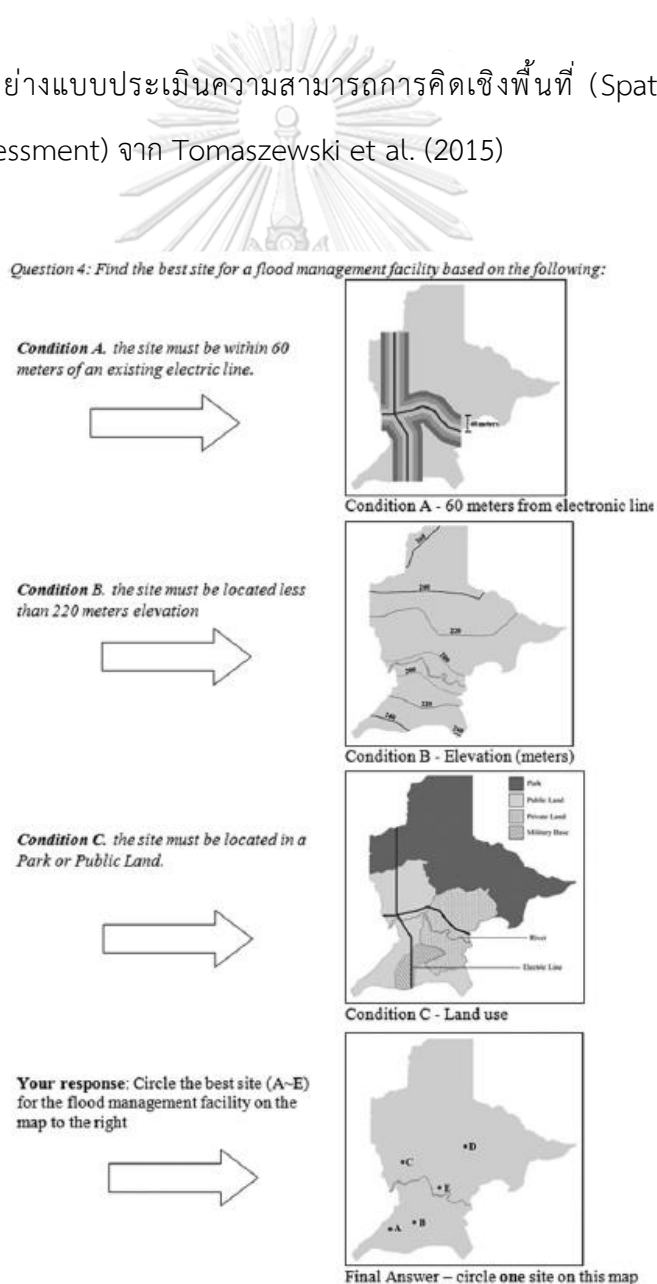 ย่างแบบประเมินความสามารถการคิดเชิงพื้นที่ (Spat
essment) จาก Tomaszewski et al. (2015)
Question 4: Find the best site for a flood management facility based on the following:
Condition A. the site must be within 60
meters of an existing electric line.
60 meters
Condition A - 60 meters from electronic line
Condition B. the site must be located less
than 220 meters elevation
200
220
200
200
220
240
240
Condition B - Elevation (meters)
Condition C. the site must be located in a
Park or Public Land.
Park
Public Land
Private Land
Military Base
River
Electric Line
Condition C - Land use
Your response: Circle the best site (A~E)
for the flood management facility on the
map to the right
D
C
E
A
B
Final Answer – circle one site on this map